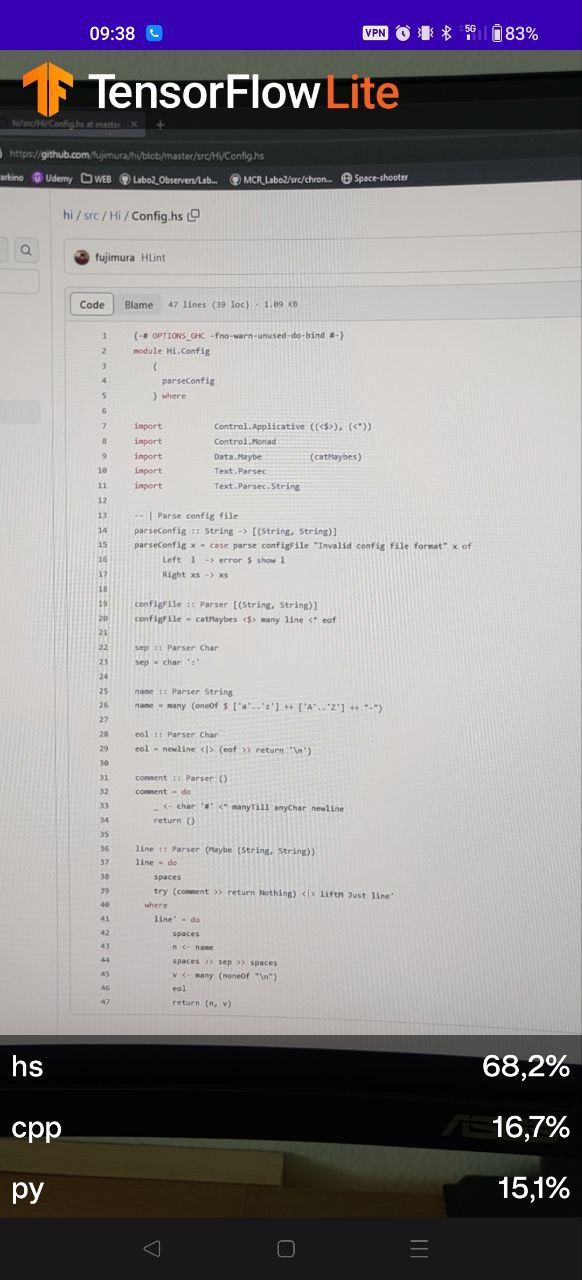 09:38 VPN 5G 83%
TensorFlow Lite
hi/src/Hi/Config.hs at master
https://github.com/fujimura/hi/blob/master/src/Hi/Config.hs
arkino Udemy WEB Labo2_Observers/Lab... MCR_Labo2/src/chron... Space-shooter
hi / src / Hi / Config.hs
fujimura HLint
Code Blame 47 lines (39 loc) · 1.09 KB
1 {-# OPTIONS_GHC -fno-warn-unused-do-bind #-}
2 module Hi.Config
3 (
4 parseConfig
5 ) where
6
7 import Control.Applicative ((<$>), (<*))
8 import Control.Monad
9 import Data.Maybe (catMaybes)
10 import Text.Parsec
11 import Text.Parsec.String
12
13 -- | Parse config file
14 parseConfig :: String -> [(String, String)]
15 parseConfig x = case parse configFile "Invalid config file format" x of
16 Left l -> error $ show l
17 Right xs -> xs
18
19 configFile :: Parser [(String, String)]
20 configFile = catMaybes <$> many line <* eof
21
22 sep :: Parser Char
23 sep = char ':'
24
25 name :: Parser String
26 name = many (oneOf $ ['a'..'z'] ++ ['A'..'Z'] ++ "-")
27
28 eol :: Parser Char
29 eol = newline <|> (eof >> return '\n')
30
31 comment :: Parser ()
32 comment = do
33 _ <- char '#' <* manyTill anyChar newline
34 return ()
35
36 line :: Parser (Maybe (String, String))
37 line = do
38 spaces
39 try (comment >> return Nothing) <|> liftM Just line'
40 where
41 line' = do
42 spaces
43 n <- name
44 spaces >> sep >> spaces
45 v <- many (noneOf "\n")
46 eol
47 return (n, v)
hs 68,2%
cpp 16,7%
py 15,1%